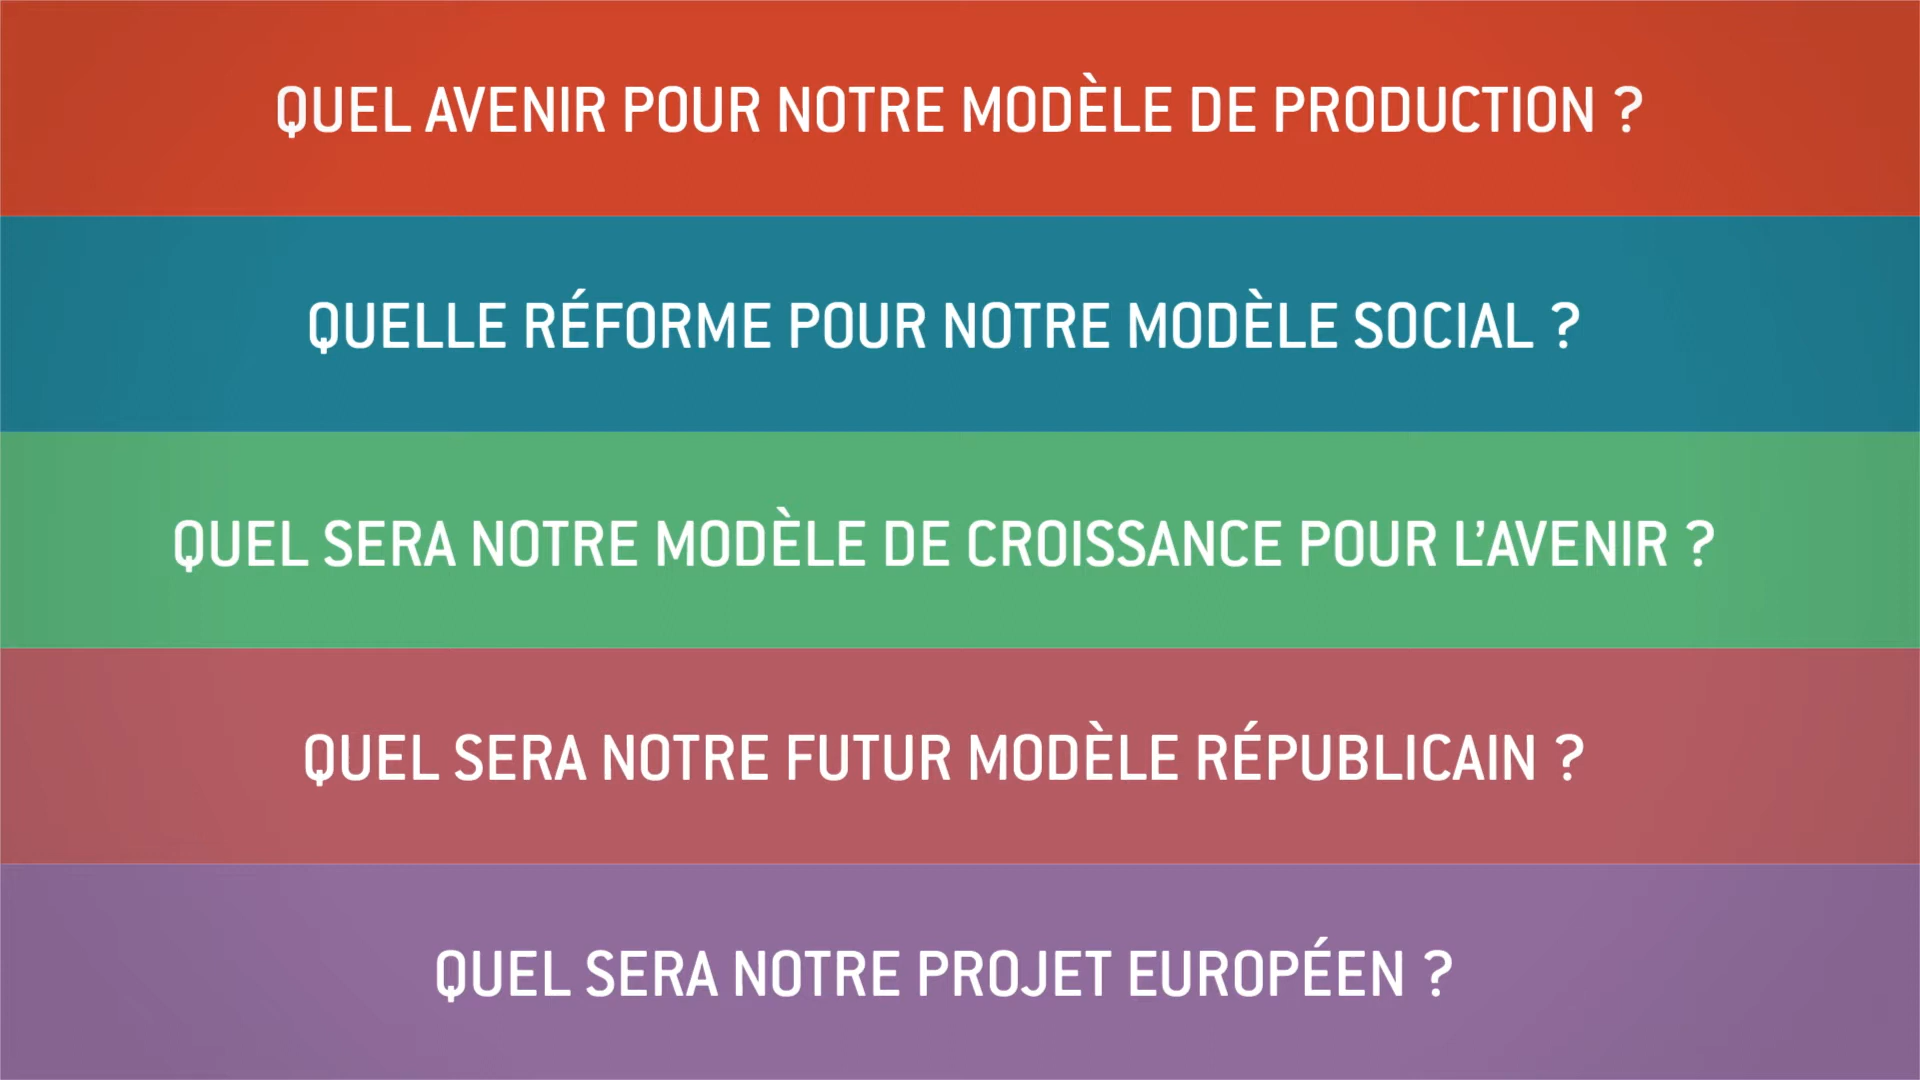 QUEL AVENIR POUR NOTRE MODÈLE DE PRODUCTION ?
QUELLE RÉFORME POUR NOTRE MODÈLE SOCIAL ?
QUEL SERA NOTRE MODÈLE DE CROISSANCE POUR L’AVENIR ?
QUEL SERA NOTRE FUTUR MODÈLE RÉPUBLICAIN ?
QUEL SERA NOTRE PROJET EUROPÉEN ?